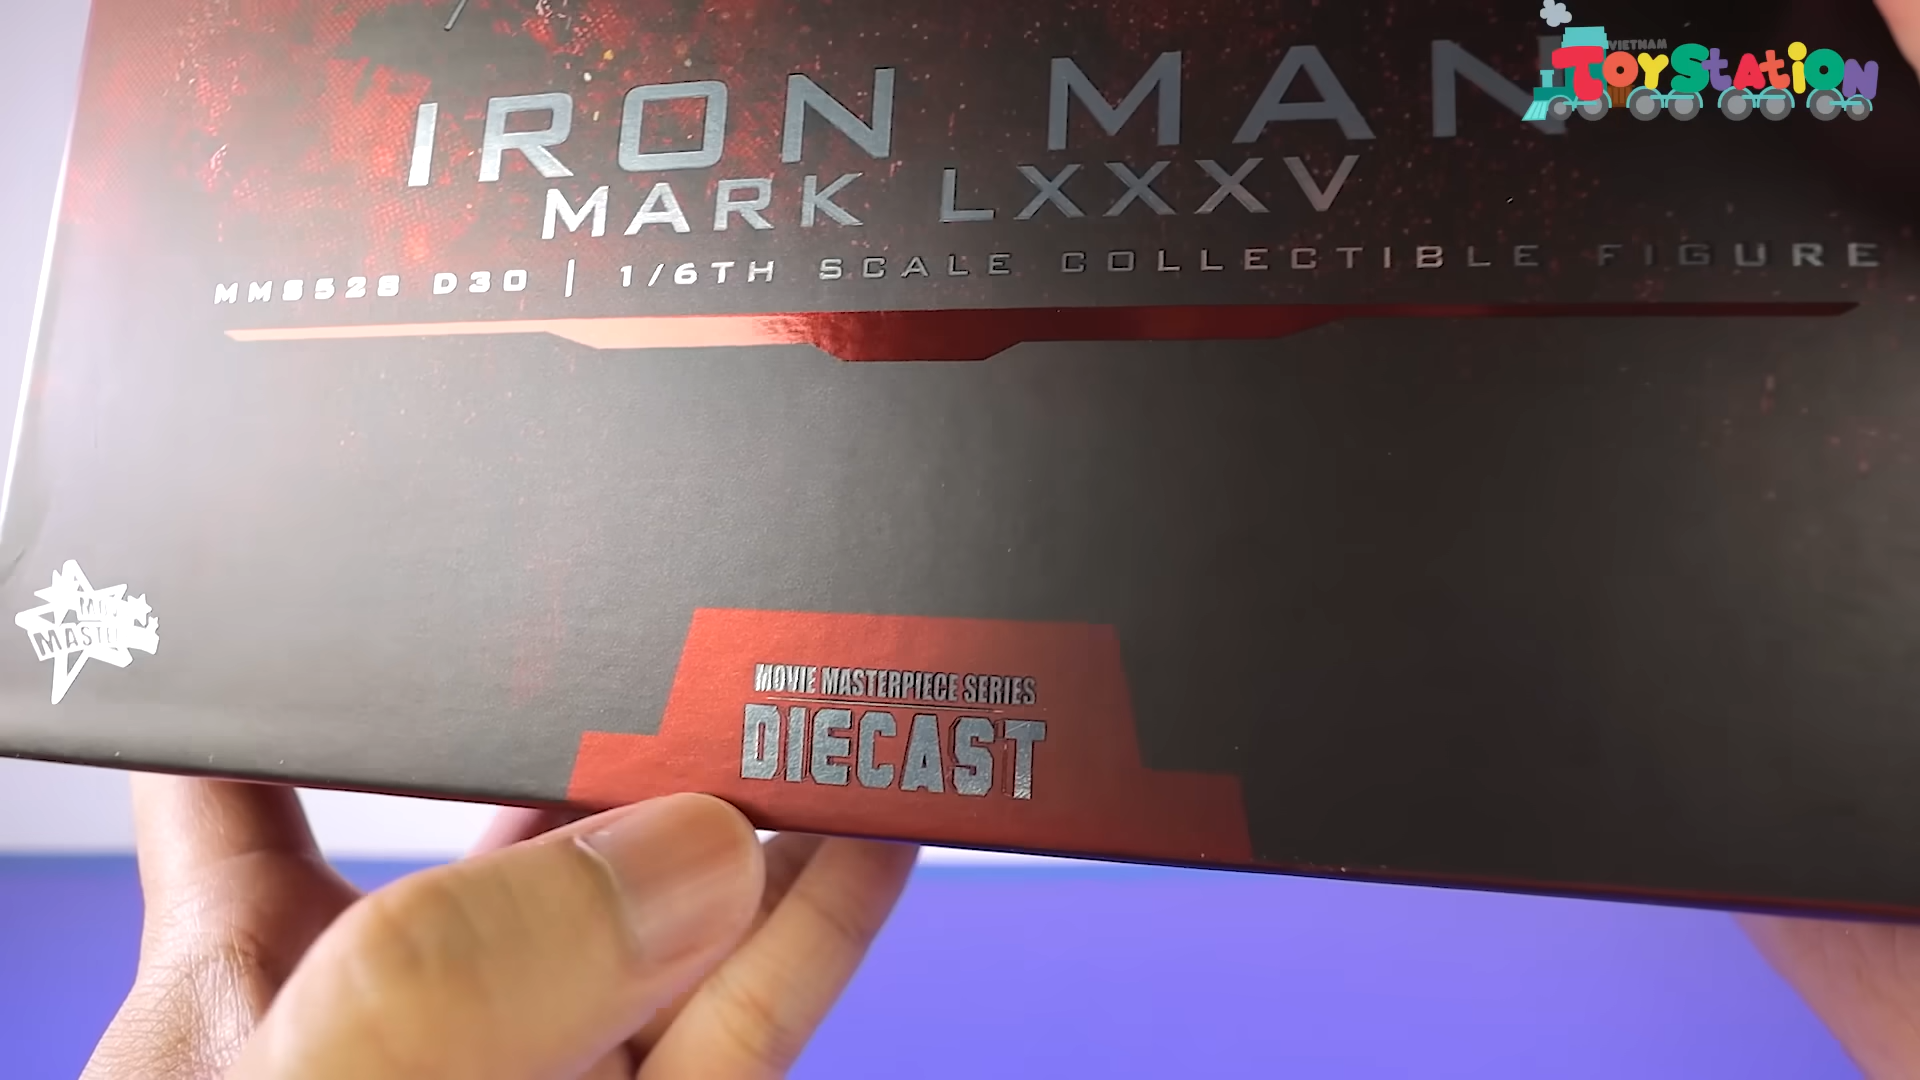 VIETNAM
TOYSTATION
IRON MAN
MARK LXXXV
MMS528 D30 | 1/6TH SCALE COLLECTIBLE FIGURE
MOVIE MASTERPIECE SERIES
DIECAST